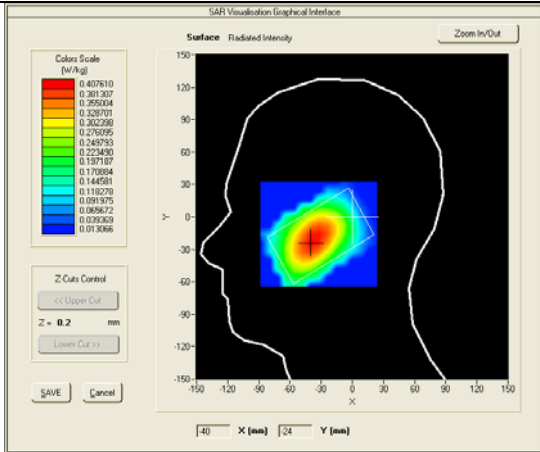 SAR Visualisation Graphical Interface
Surface Radiated Intensity
Zoom In/Out
Colors Scale
(W/kg)
0.407610
0.381307
0.355004
0.328701
0.302398
0.276095
0.249793
0.223490
0.197187
0.170884
0.144581
0.118278
0.091975
0.065672
0.039369
0.013066
Z Cuts Control
<< Upper Cut
Z = 0.2 mm
Lower Cut >>
SAVE Cancel
150
120
90
60
30
0
-30
-60
-90
-120
-150
Y
-150 -120 -90 -60 -30 0 30 60 90 120 150
X
-40 X (mm) -24 Y (mm)